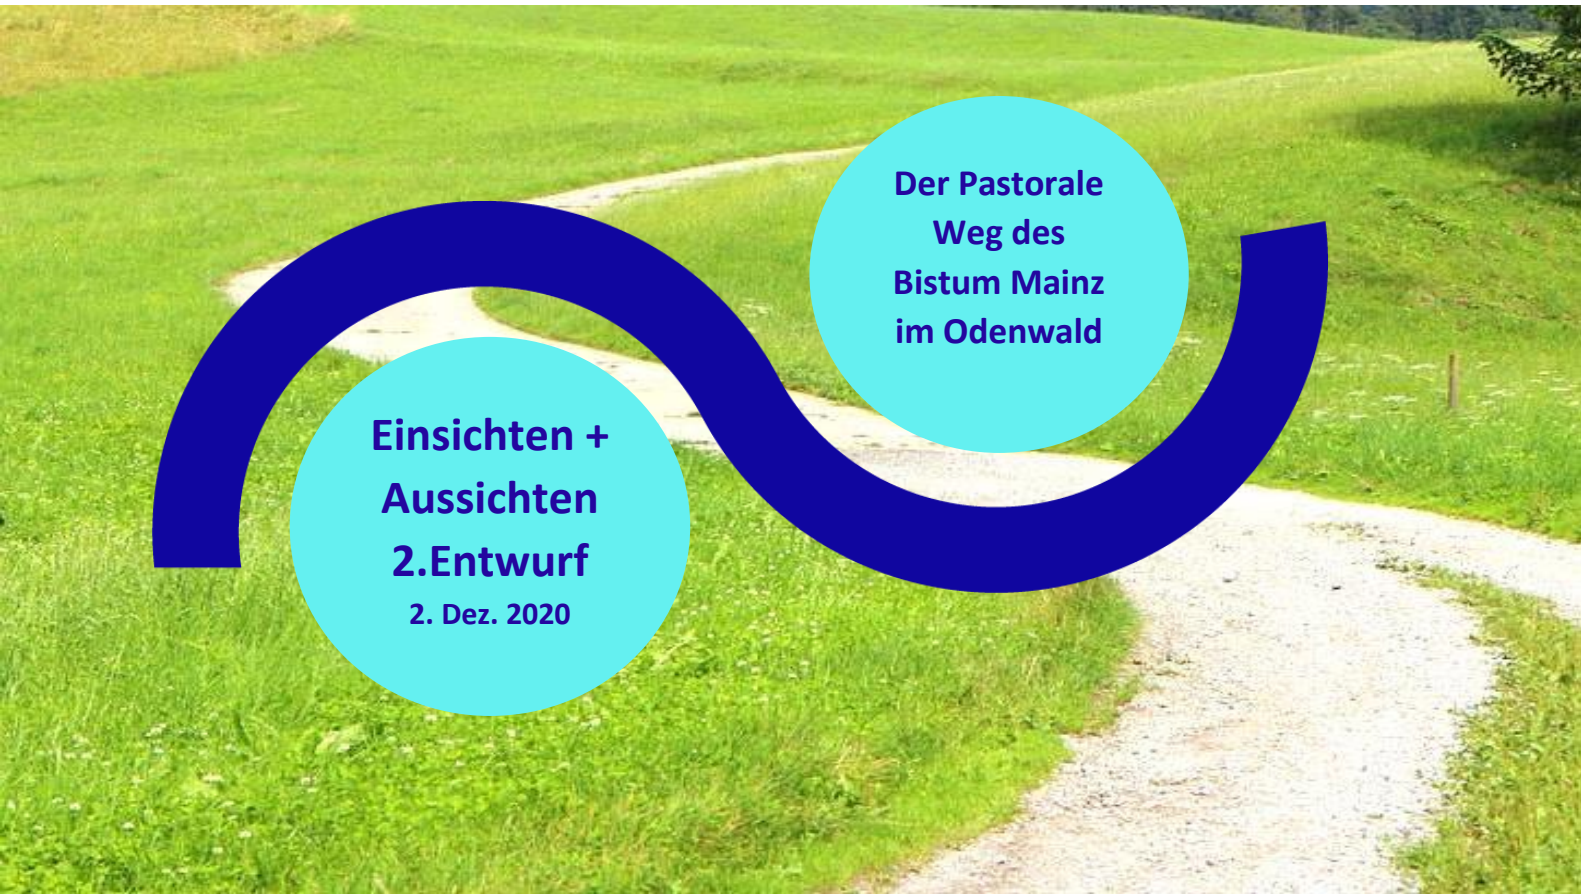 Der Pastorale
Weg des
Bistum Mainz
im Odenwald
Einsichten +
Aussichten
2.Entwurf
2. Dez. 2020